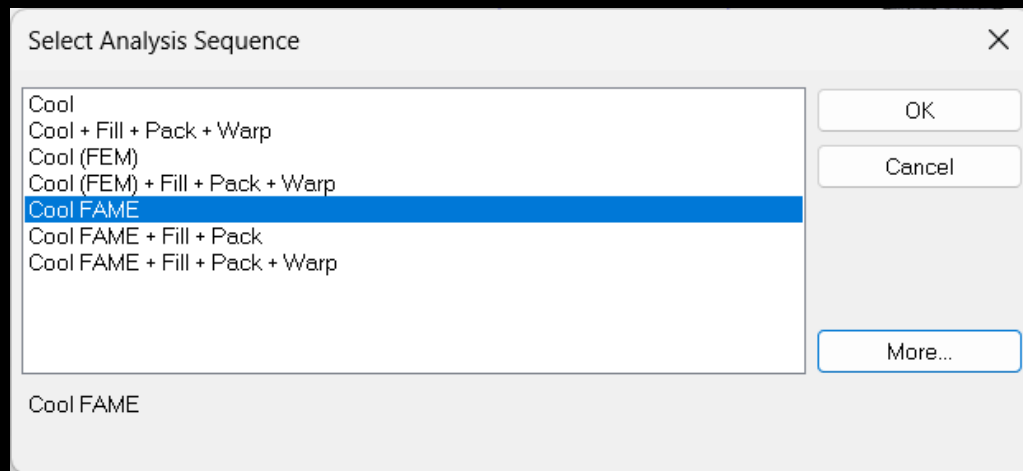 Select Analysis Sequence
Cool
Cool + Fill + Pack + Warp
Cool (FEM)
Cool (FEM) + Fill + Pack + Warp
Cool FAME
Cool FAME + Fill + Pack
Cool FAME + Fill + Pack + Warp
OK
Cancel
More...
Cool FAME